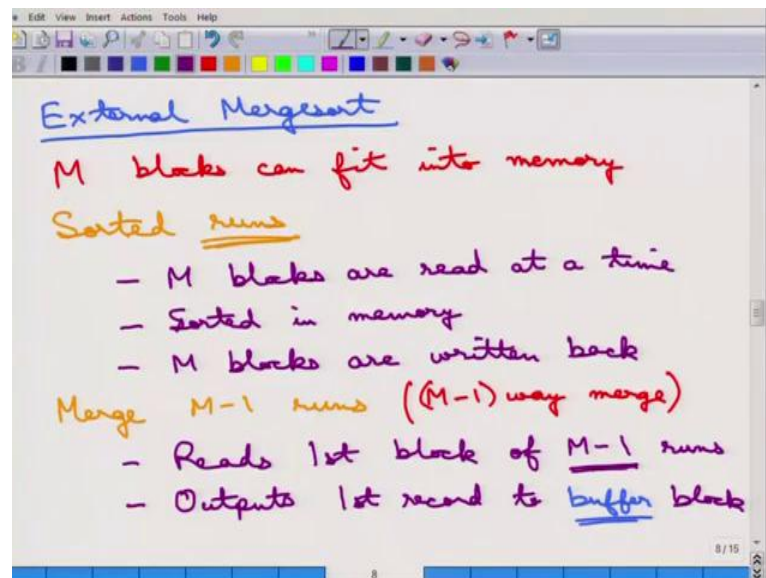 Edit View Insert Actions Tools Help
External Mergesort
M blocks can fit into memory
Sorted runs
- M blocks are read at a time
- Sorted in memory
- M blocks are written back
Merge M-1 runs ((M-1) way merge)
- Reads 1st block of M-1 runs
- Outputs 1st record to buffer block
8/15
8